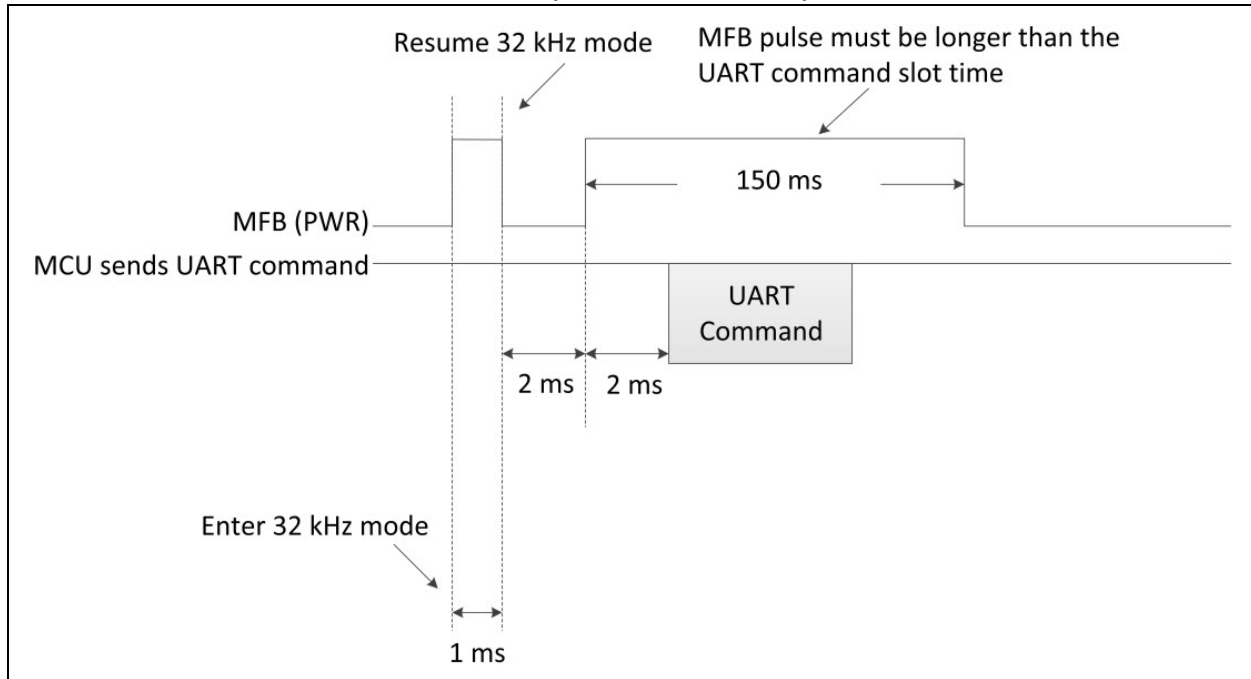 Resume 32 kHz mode
MFB pulse must be longer than the
UART command slot time
150 ms
MFB (PWR)
MCU sends UART command
UART
Command
2 ms
2 ms
Enter 32 kHz mode
1 ms